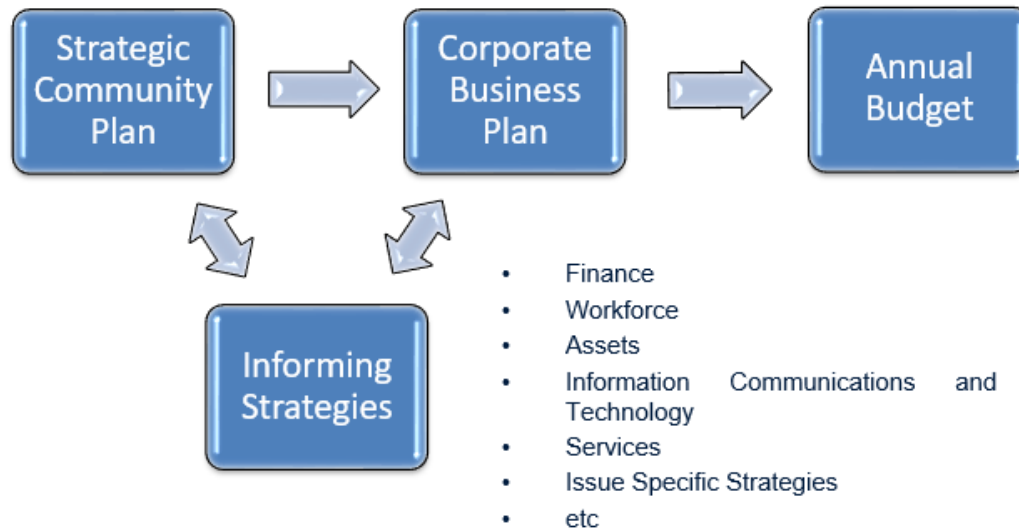 Strategic
Community
Plan
Corporate
Business
Plan
Annual
Budget
Informing
Strategies
• Finance
• Workforce
• Assets
• Information Communications and
Technology
• Services
• Issue Specific Strategies
• etc